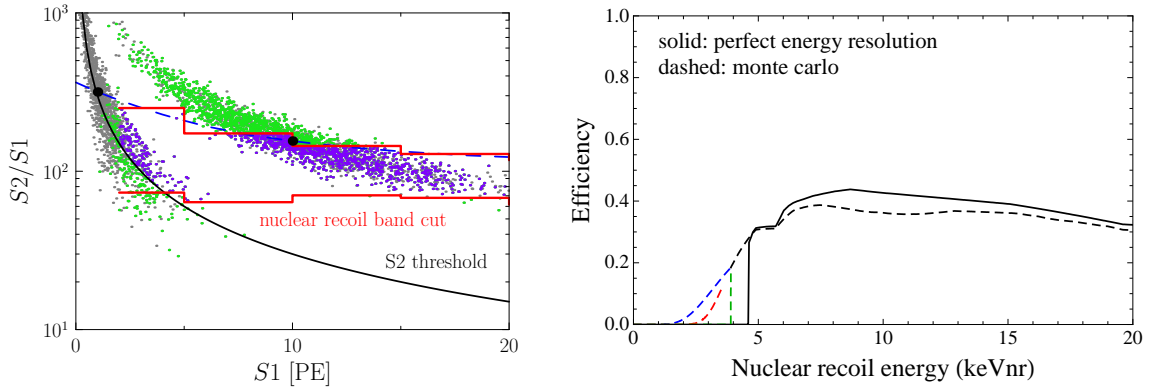 10³
10²
10¹
S2/S1
nuclear recoil band cut
S2 threshold
0 5 10 15 20
S1 [PE]
1.0
0.8
0.6
0.4
0.2
0.0
Efficiency
solid: perfect energy resolution
dashed: monte carlo
0 5 10 15 20
Nuclear recoil energy (keVnr)